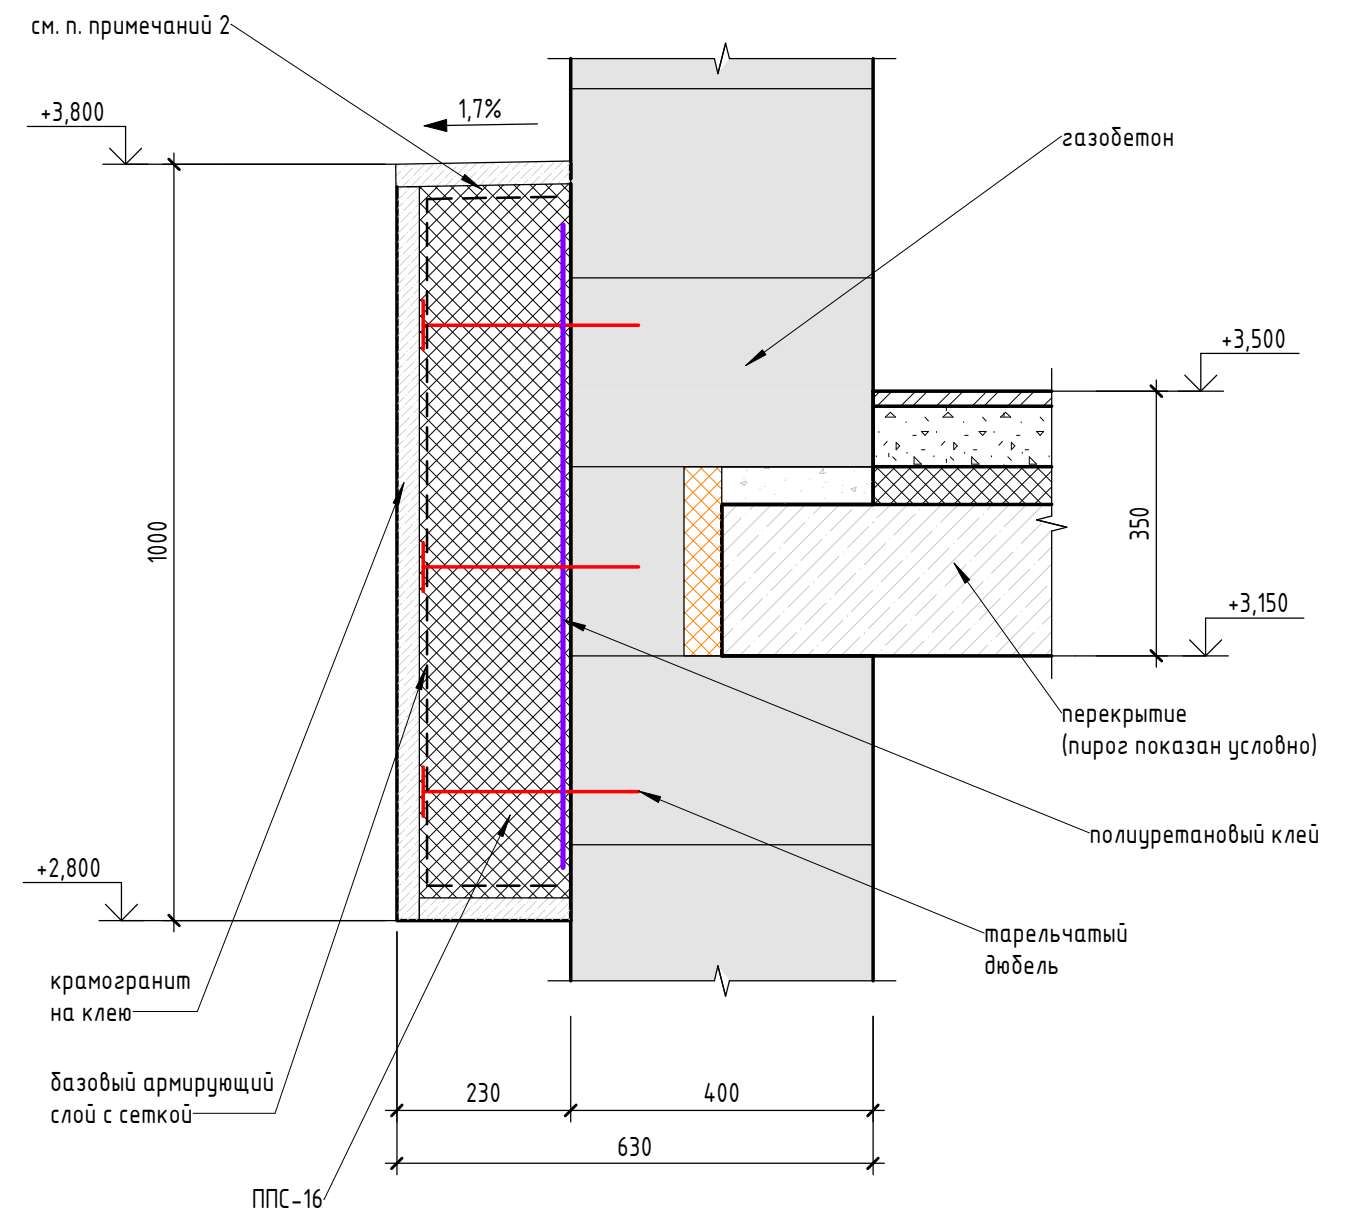 см. п. примечаний 2
+3,800
1,7%
газобетон
+3,500
1000
350
+3,150
перекрытие
(пирог показан условно)
полиуретановый клей
+2,800
тарельчатый
дюбель
крамогранит
на клею
базовый армирующий
слой с сеткой
230
400
630
ППС-16